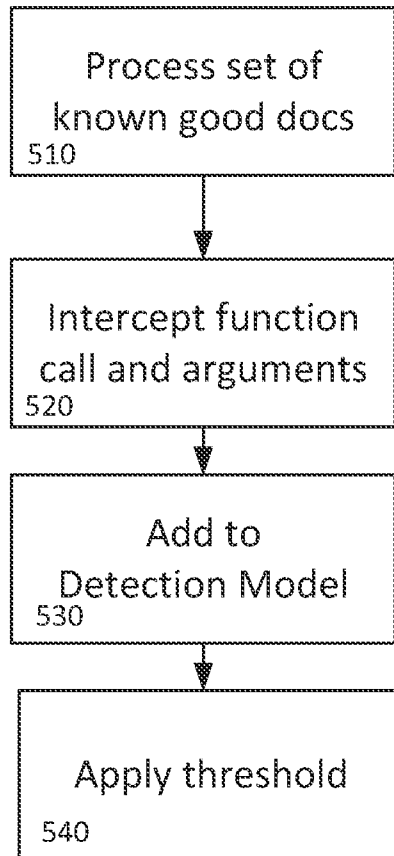 Process set of
known good docs
510
Intercept function
call and arguments
520
Add to
Detection Model
530
Apply threshold
540